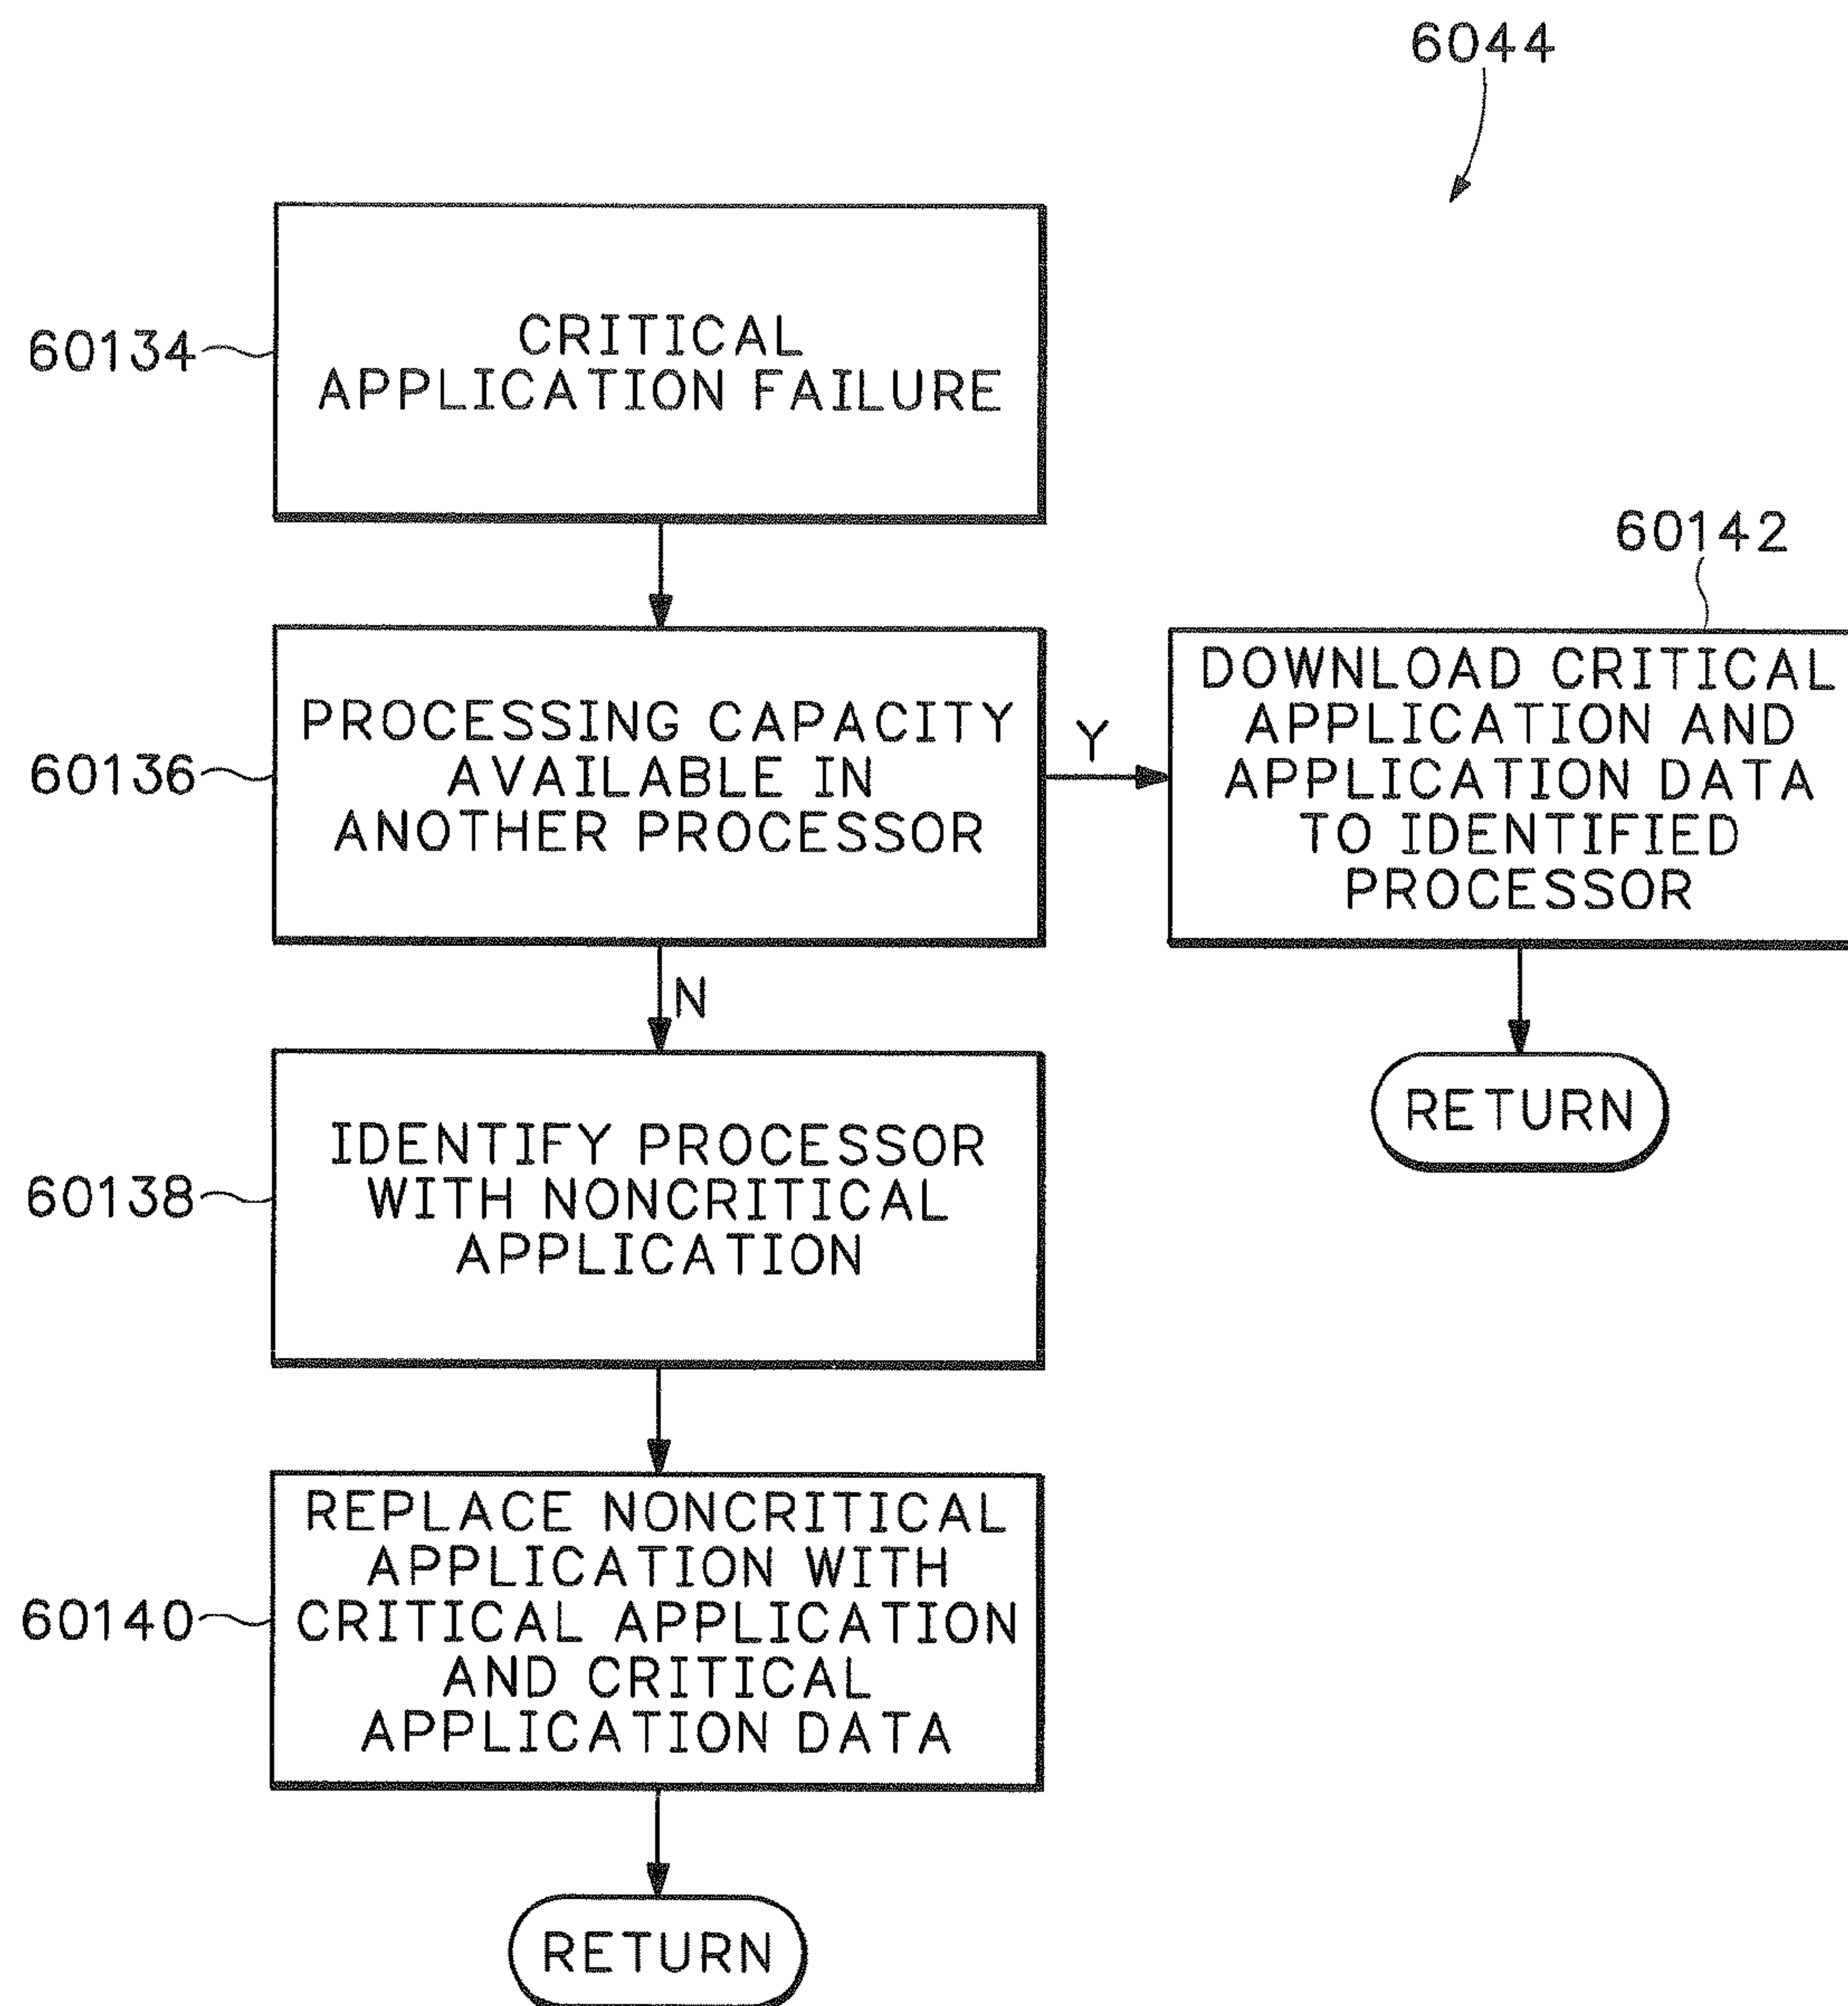 6044
60134
CRITICAL
APPLICATION FAILURE
60136
PROCESSING CAPACITY
AVAILABLE IN
ANOTHER PROCESSOR
Y
60142
DOWNLOAD CRITICAL
APPLICATION AND
APPLICATION DATA
TO IDENTIFIED
PROCESSOR
RETURN
N
60138
IDENTIFY PROCESSOR
WITH NONCRITICAL
APPLICATION
60140
REPLACE NONCRITICAL
APPLICATION WITH
CRITICAL APPLICATION
AND CRITICAL
APPLICATION DATA
RETURN